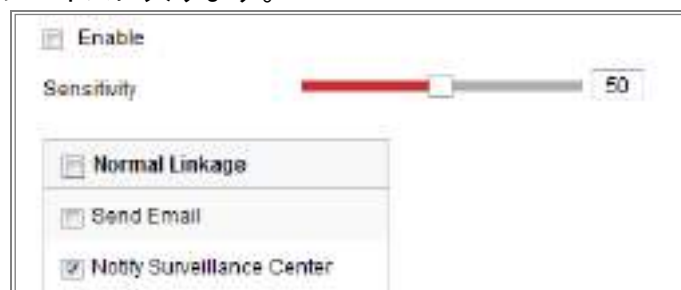 Enable
Sensitivity 50
Normal Linkage
Send Email
Notify Surveillance Center